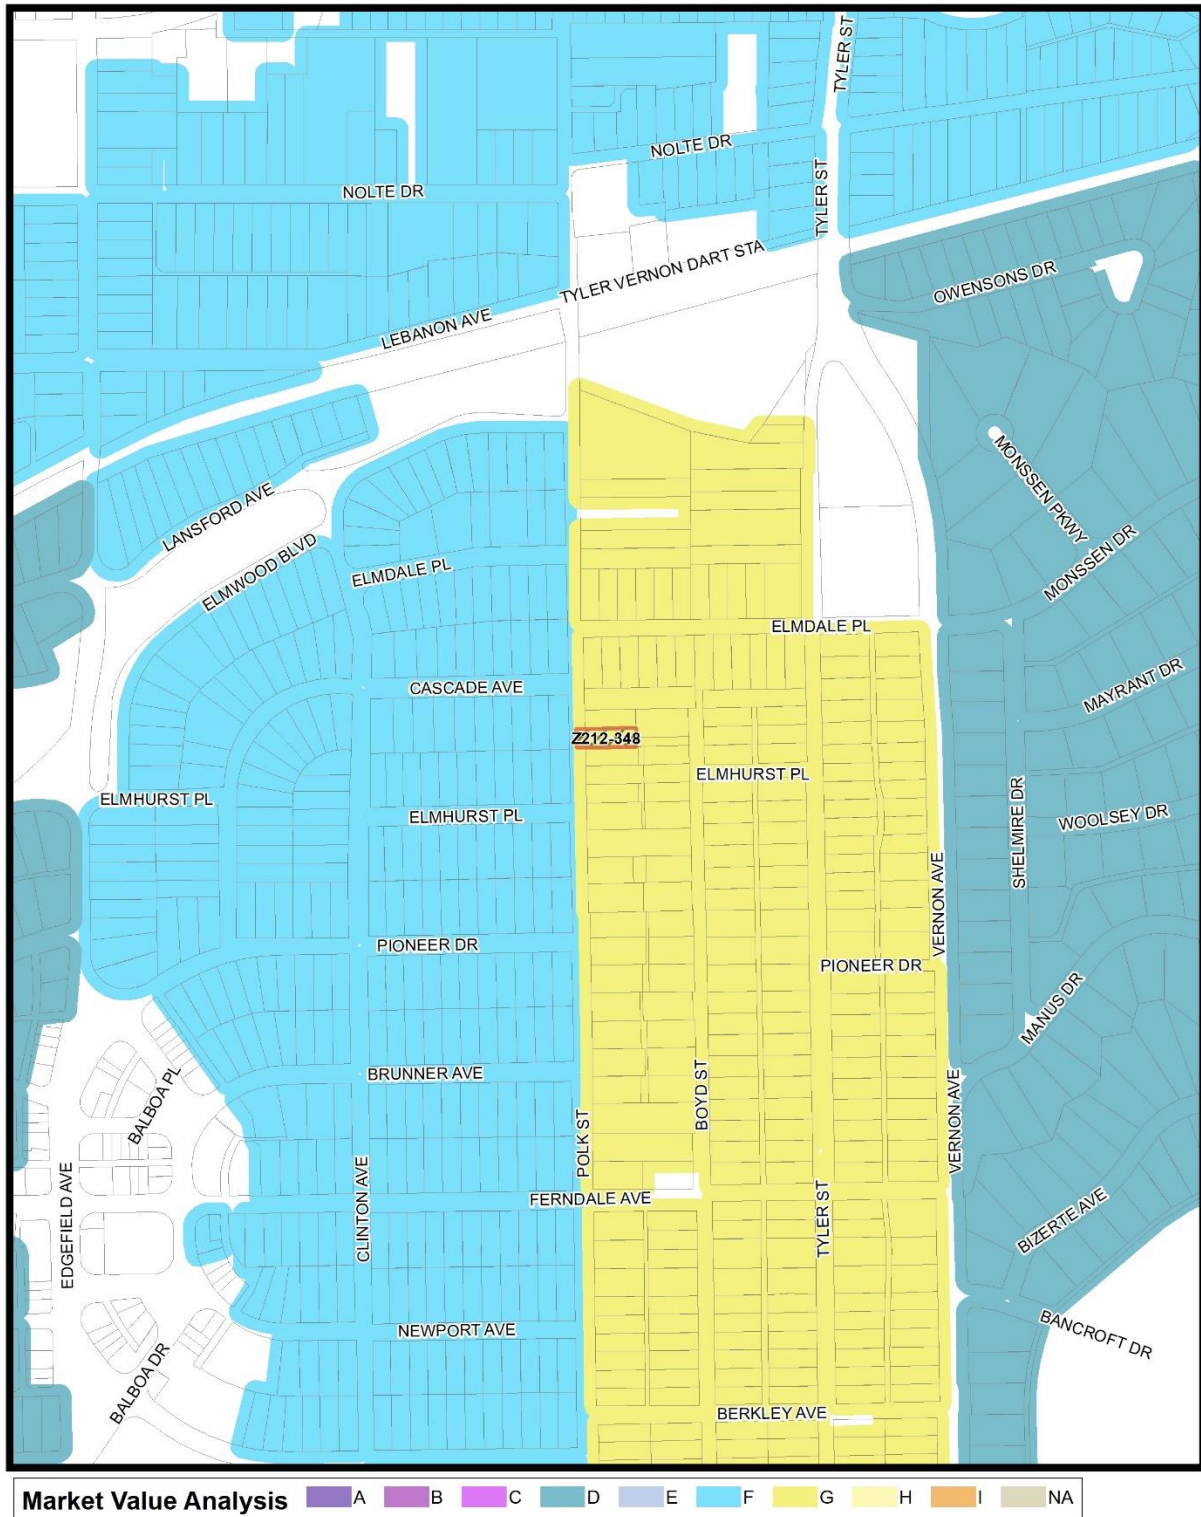 TYLER ST
NOLTE DR
NOLTE DR
TYLER ST
TYLER VERNON DART STA
OWENSONS DR
LEBANON AVE
MONSSEN PKWY
LANSFORD AVE
ELMWOOD BLVD
ELMDALE PL
MONSSEN DR
ELMDALE PL
CASCADE AVE
MAYRANT DR
Z212-348
ELMHURST PL
ELMHURST PL
ELMHURST PL
SHELMIRE DR
WOOLSEY DR
VERNON AVE
PIONEER DR
PIONEER DR
MANUS DR
BRUNNER AVE
BALBOA PL
BOYD ST
POLK ST
VERNON AVE
EDGEFIELD AVE
CLINTON AVE
FERNDALE AVE
TYLER ST
BIZERTE AVE
NEWPORT AVE
BANCROFT DR
BALBOA DR
BERKLEY AVE
Market Value Analysis A B C D E F G H I NA